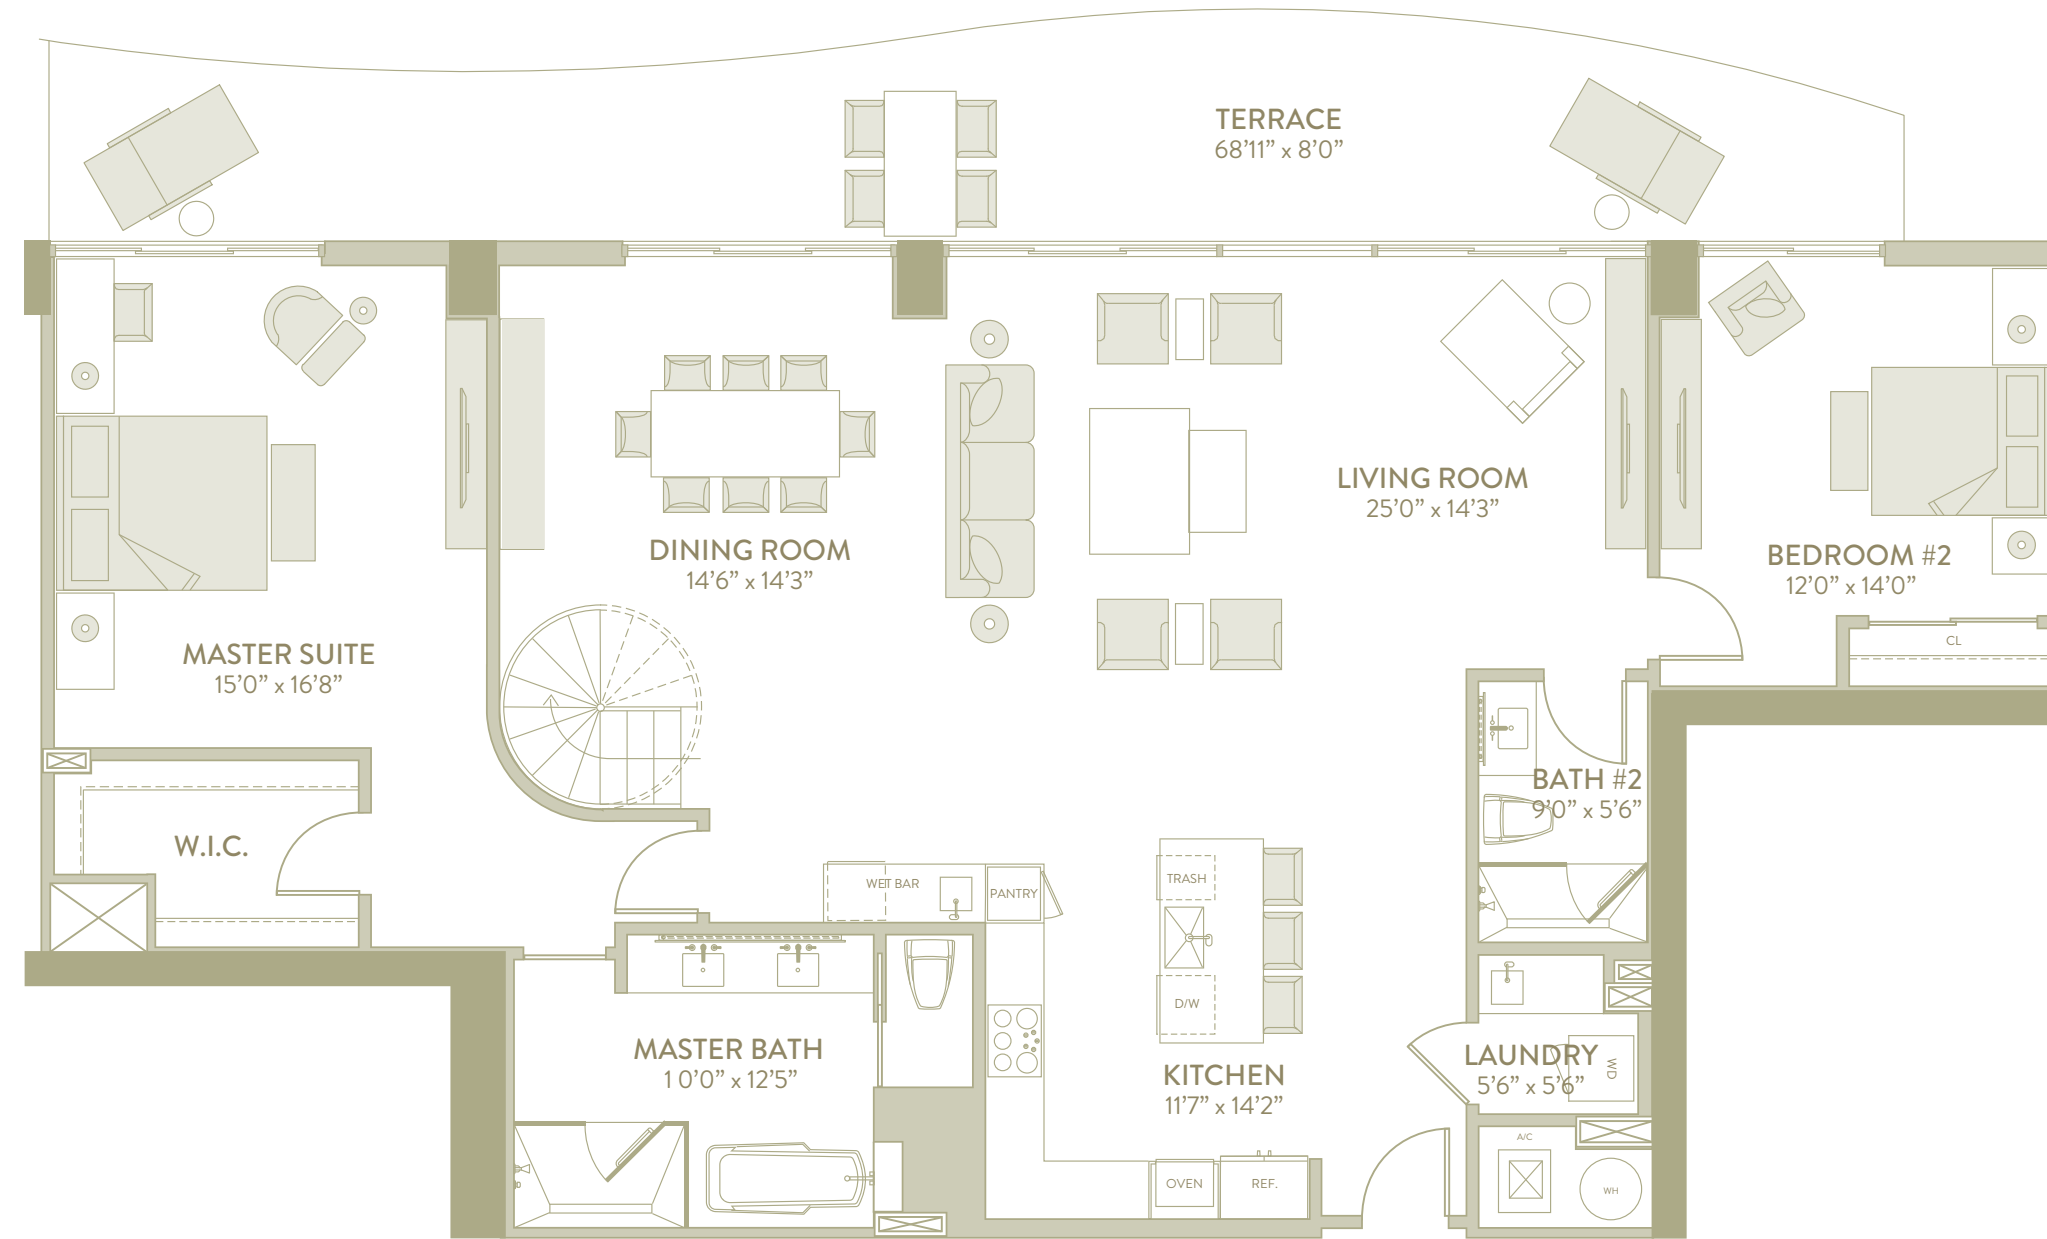 TERRACE
68’11” x 8’0”
LIVING ROOM
25’0” x 14’3”
DINING ROOM
14’6” x 14’3”
BEDROOM #2
12’0” x 14’0”
CL
MASTER SUITE
15’0” x 16’8”
BATH #2
9’0” x 5’6”
W.I.C.
WET BAR
PANTRY
TRASH
D/W
MASTER BATH
1 0’0” x 12’5”
KITCHEN
11’7” x 14’2”
LAUNDRY
5’6” x 5’6”
WD
A/C
OVEN
REF.
WH